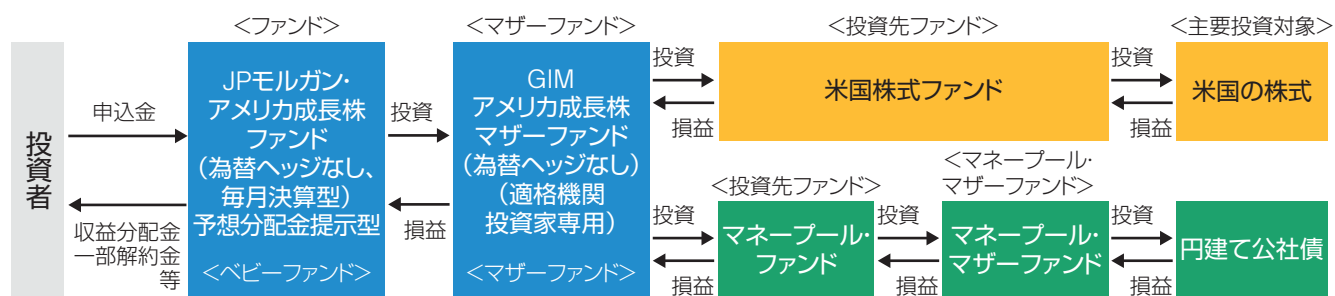 投資者
申込金
収益分配金
一部解約金
等
<ファンド>
JPモルガン・
アメリカ成長株
ファンド
(為替ヘッジなし、
毎月決算型)
予想分配金提示型
<ベビーファンド>
投資
損益
<マザーファンド>
GIM
アメリカ成長株
マザーファンド
(為替ヘッジなし)
(適格機関
投資家専用)
<マザーファンド>
投資
損益
<投資先ファンド>
米国株式ファンド
投資
損益
<主要投資対象>
米国の株式
投資
損益
<投資先ファンド>
マネープール・
ファンド
投資
損益
<マネープール・
マザーファンド>
マネープール・
マザーファンド
投資
損益
円建て公社債